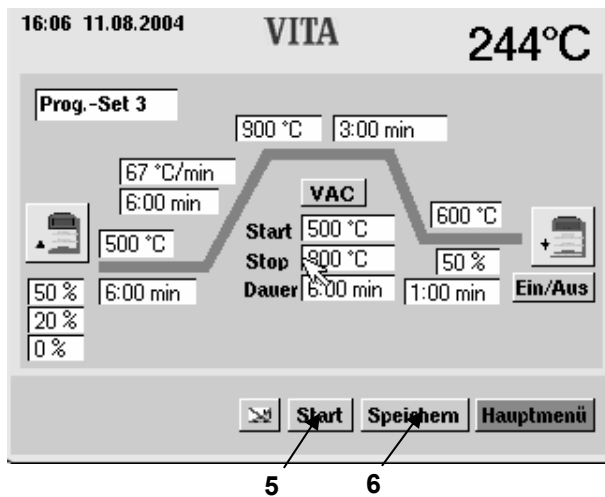 16:06 11.08.2004 VITA 244°C
Prog.-Set 3
900 °C 3:00 min
67 °C/min
6:00 min
VAC
500 °C
Start 500 °C
Stop 900 °C
Dauer 6:00 min
600 °C
50 %
1:00 min
Ein/Aus
50 % 6:00 min
20 %
0 %
Start Speichern Hauptmenü
5 6